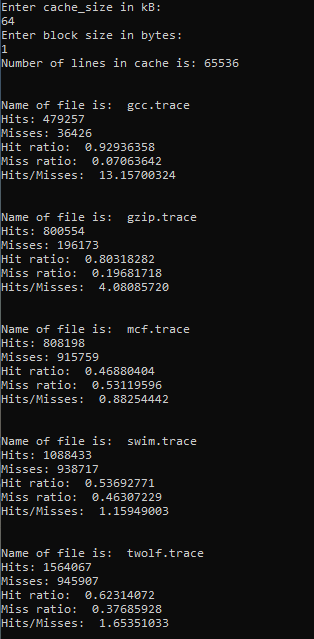 Enter cache_size in kB:
64
Enter block size in bytes:
1
Number of lines in cache is: 65536
Name of file is:  gcc.trace
Hits: 479257
Misses: 36426
Hit ratio:  0.92936358
Miss ratio:  0.07063642
Hits/Misses:  13.15700324
Name of file is:  gzip.trace
Hits: 800554
Misses: 196173
Hit ratio:  0.80318282
Miss ratio:  0.19681718
Hits/Misses:  4.08085720
Name of file is:  mcf.trace
Hits: 808198
Misses: 915759
Hit ratio:  0.46880404
Miss ratio:  0.53119596
Hits/Misses:  0.88254442
Name of file is:  swim.trace
Hits: 1088433
Misses: 938717
Hit ratio:  0.53692771
Miss ratio:  0.46307229
Hits/Misses:  1.15949003
Name of file is:  twolf.trace
Hits: 1564067
Misses: 945907
Hit ratio:  0.62314072
Miss ratio:  0.37685928
Hits/Misses:  1.65351033